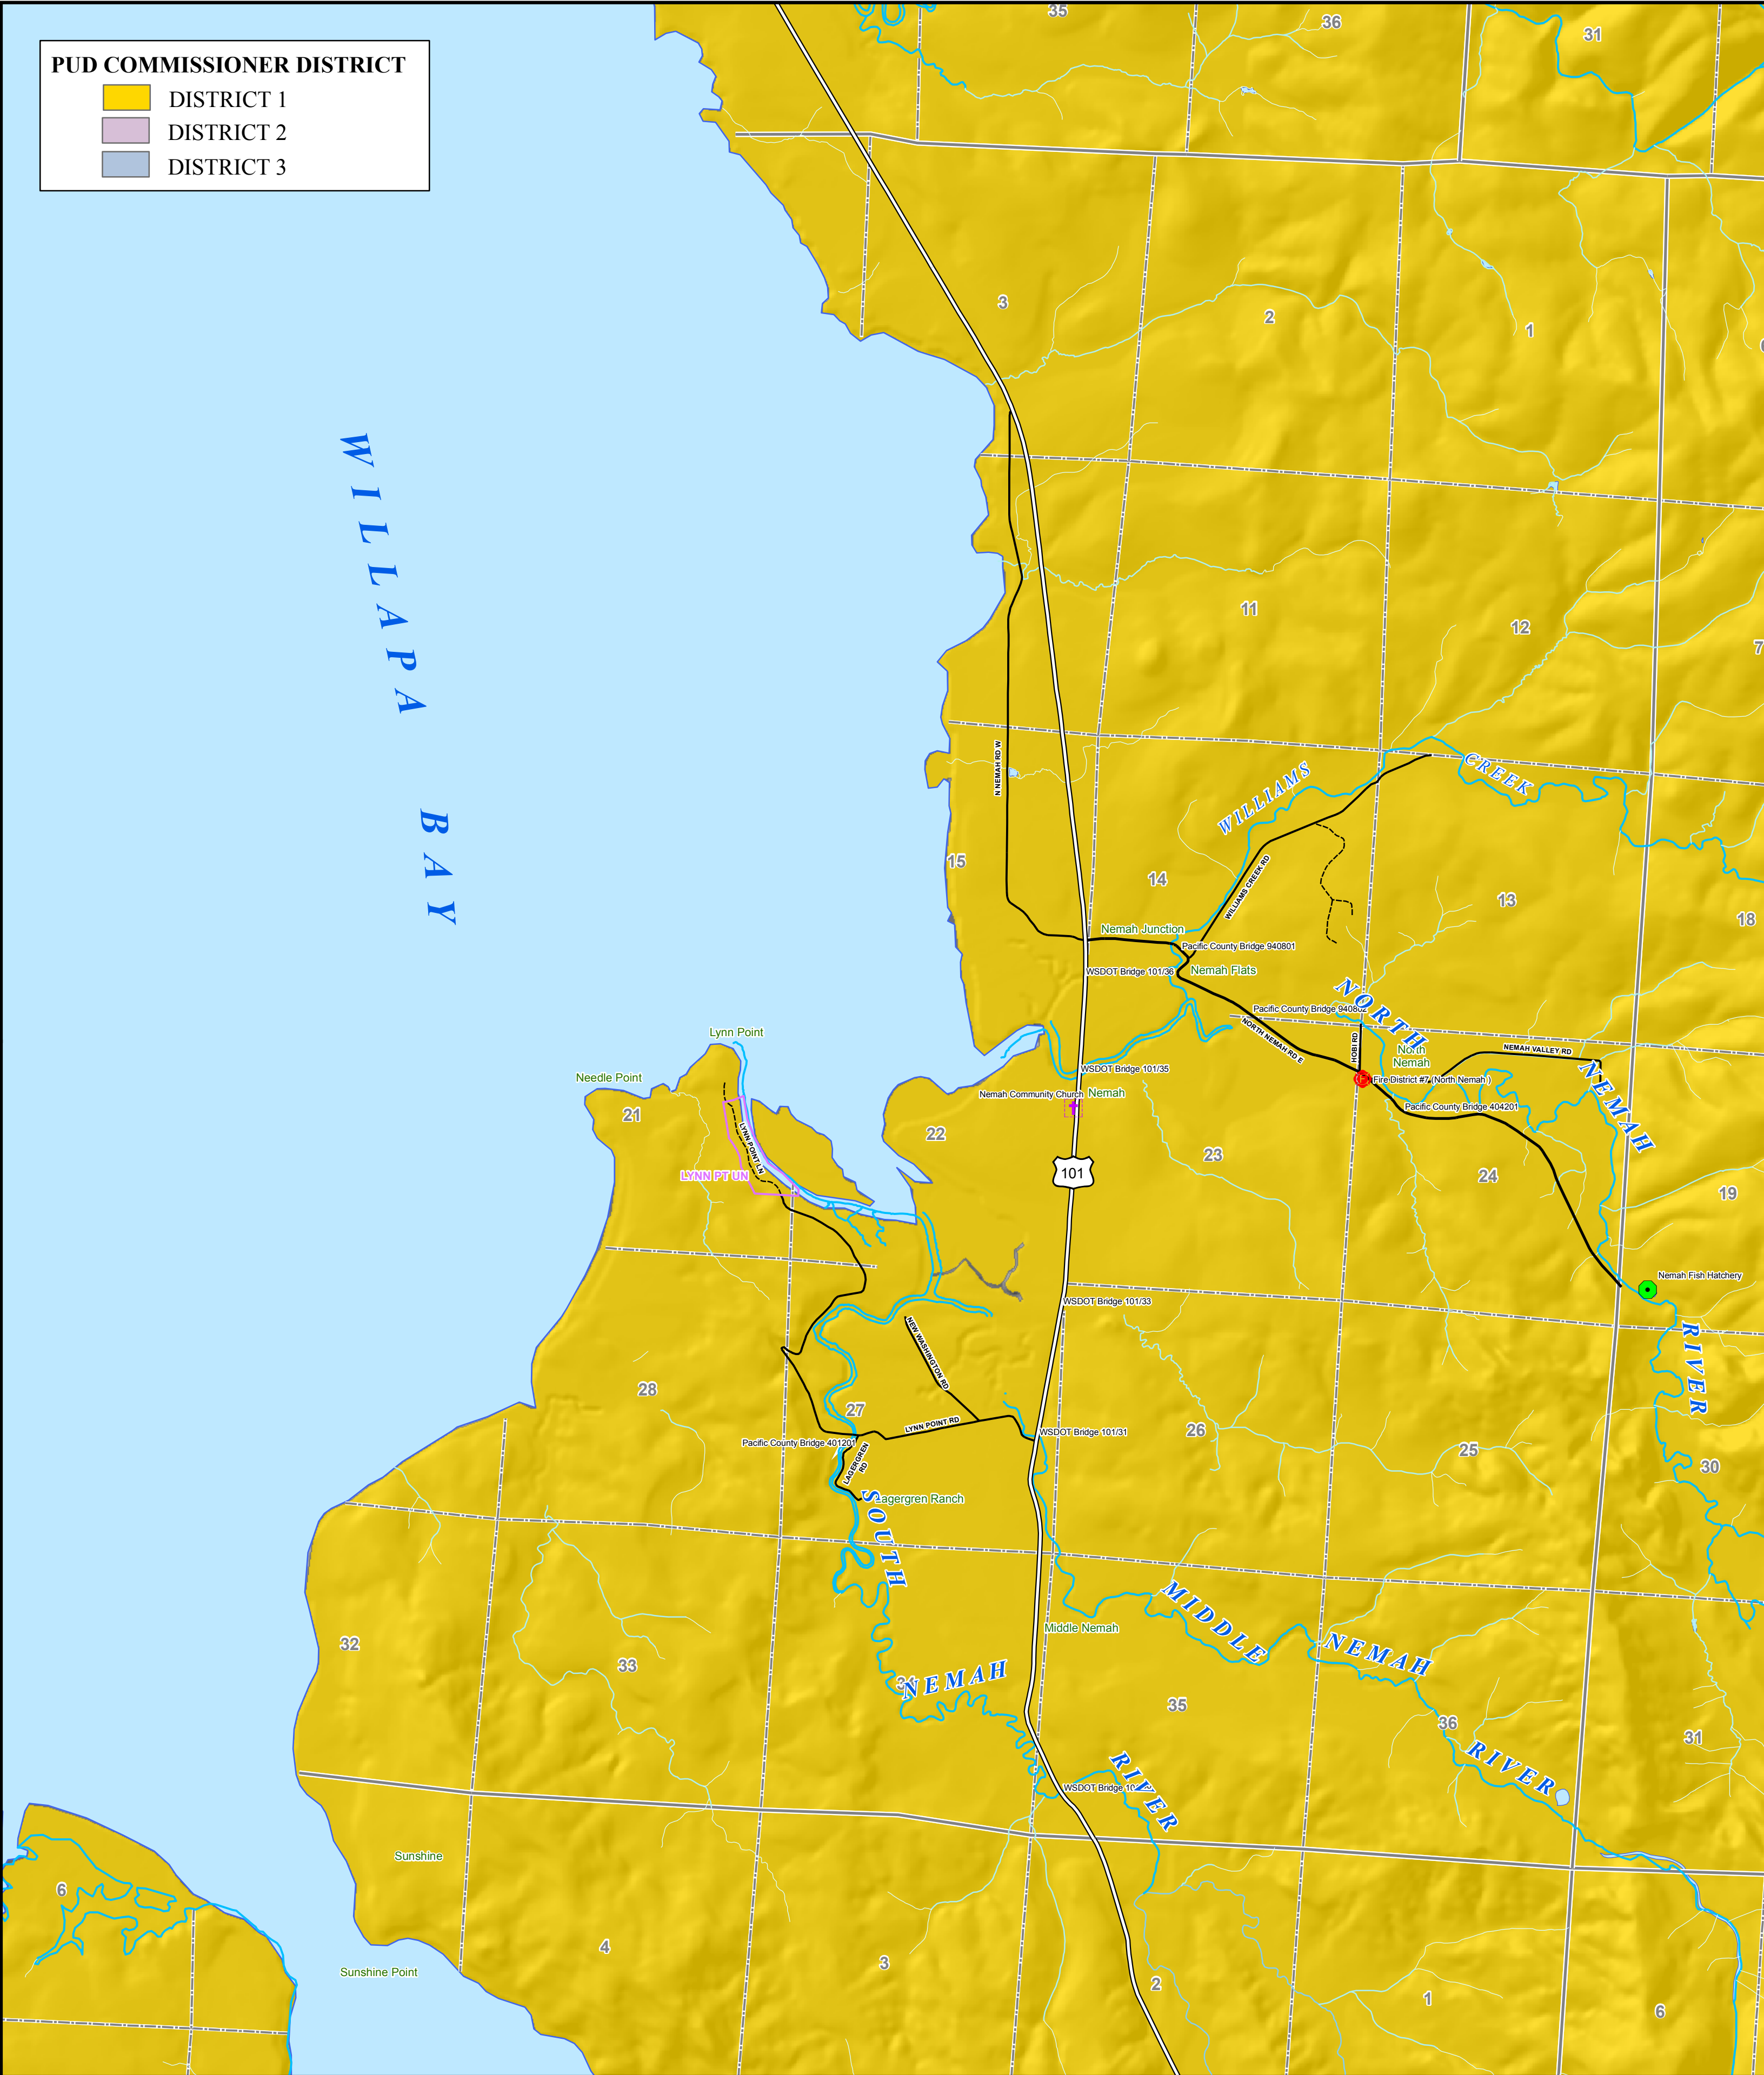 PUD COMMISSIONER DISTRICT
DISTRICT 1
DISTRICT 2
DISTRICT 3
35
36
31
3
2
1
WILLAPA BAY
11
12
7
N NEMAH RD W
WILLIAMS CREEK
WILLIAMS CREEK RD
15
14
13
18
Nemah Junction
Pacific County Bridge 940801
WSDOT Bridge 101/36
Nemah Flats
NORTH NEMAH RIVER
Pacific County Bridge 940802
NORTH NEMAH RD E
HOBI RD
North
Nemah
NEMAH VALLEY RD
Lynn Point
Needle Point
WSDOT Bridge 101/35
Fire District #7 (North Nemah )
Nemah Community Church
Nemah
Pacific County Bridge 404201
21
22
LYNN POINT LN
LYNN PT UN
101
23
24
19
Nemah Fish Hatchery
WSDOT Bridge 101/33
NEW WASHINGTON RD
28
27
LYNN POINT RD
WSDOT Bridge 101/31
26
25
30
Pacific County Bridge 401201
LAGERGREN
RD
Lagergren Ranch
SOUTH NEMAH RIVER
MIDDLE NEMAH RIVER
Middle Nemah
32
33
35
36
31
WSDOT Bridge
Sunshine
6
4
3
2
1
6
Sunshine Point